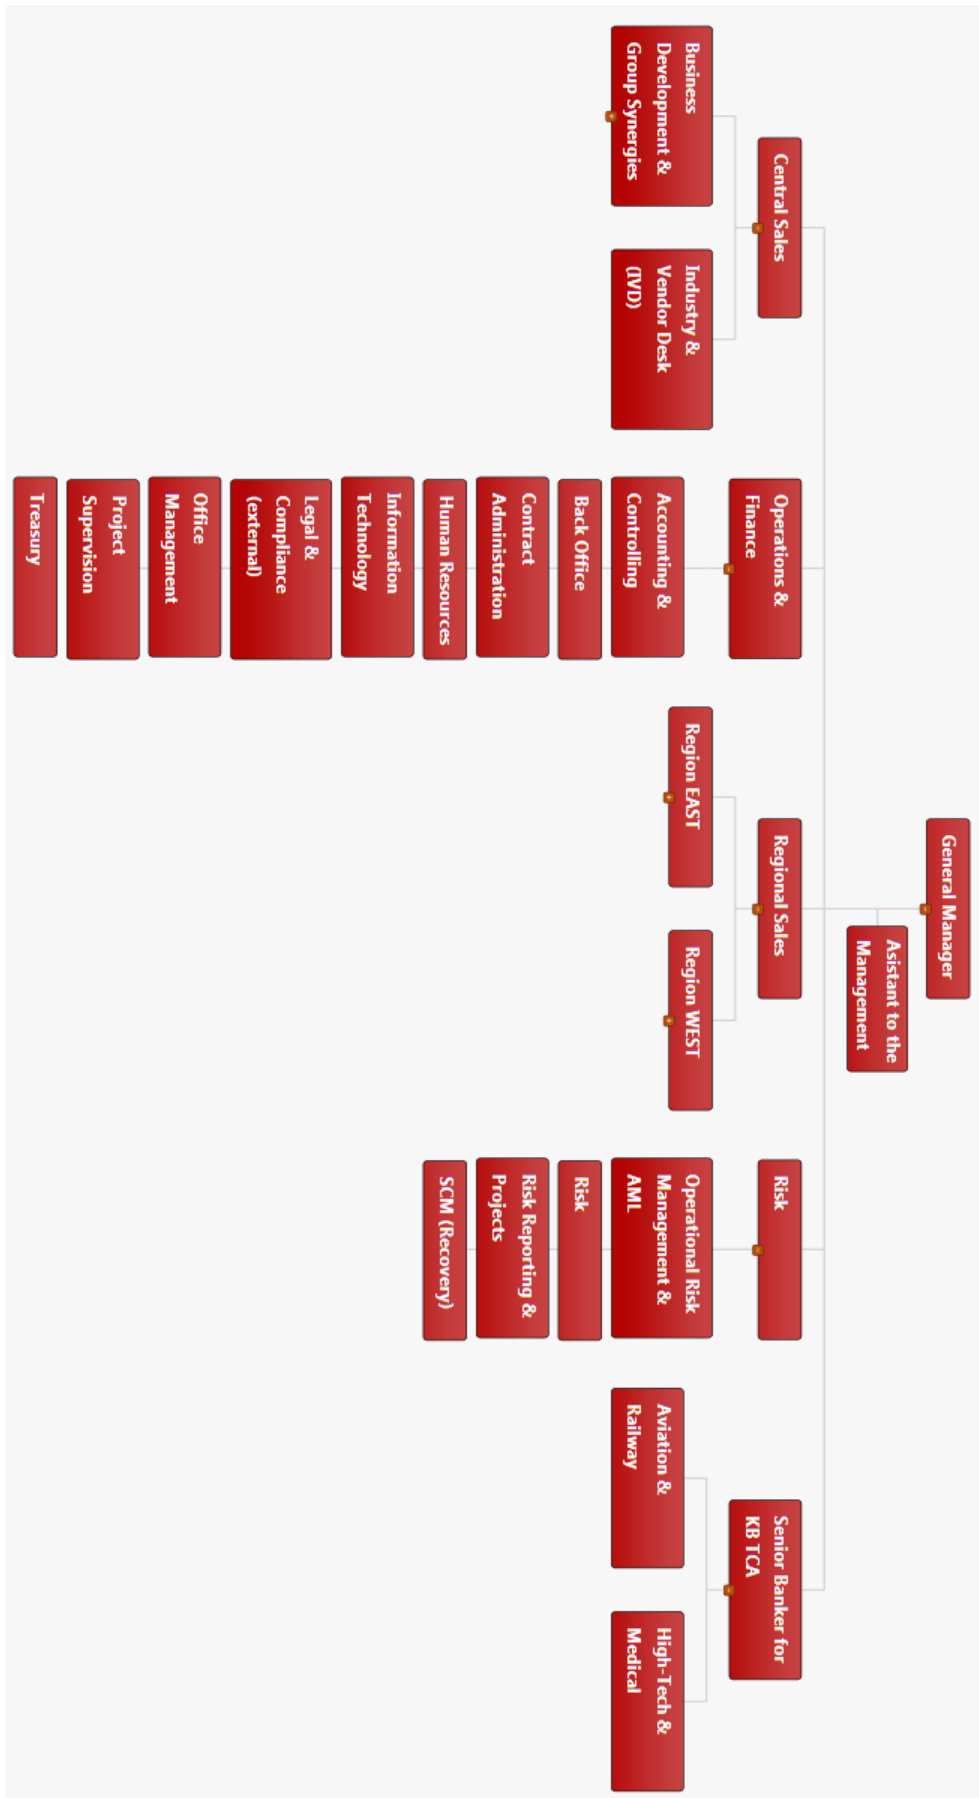 General Manager
Asistant to the
Management
Central Sales
Business
Development &
Group Synergies
Industry &
Vendor Desk
(IVD)
Operations &
Finance
Accounting &
Controlling
Back Office
Contract
Administration
Human Resources
Information
Technology
Legal &
Compliance
(external)
Office
Management
Project
Supervision
Treasury
Regional Sales
Region EAST
Region WEST
Risk
Operational Risk
Management &
AML
Risk
Risk Reporting &
Projects
SCM (Recovery)
Senior Banker for
KB TCA
Aviation &
Railway
High-Tech &
Medical